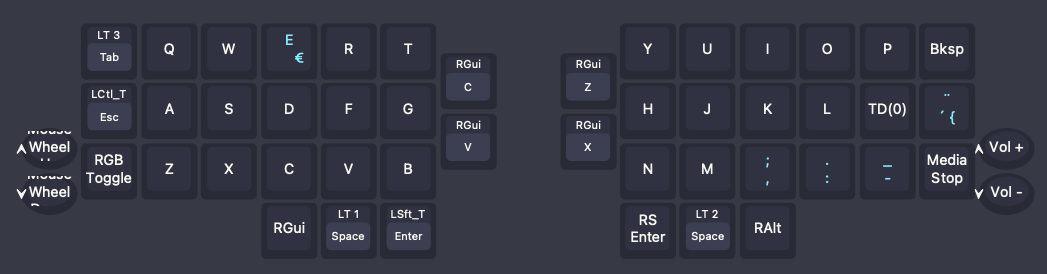 LT 3
Tab
Q
W
E
€
R
T
RGui
C
RGui
Z
Y
U
I
O
P
Bksp
LCtl_T
Esc
A
S
D
F
G
RGui
V
RGui
X
H
J
K
L
TD(0)
¨
´ {
Wheel
Wheel
RGB
Toggle
Z
X
C
V
B
N
M
;
,
.
:
_
-
Media
Stop
Vol +
Vol -
RGui
LT 1
Space
LSft_T
Enter
RS
Enter
LT 2
Space
RAlt